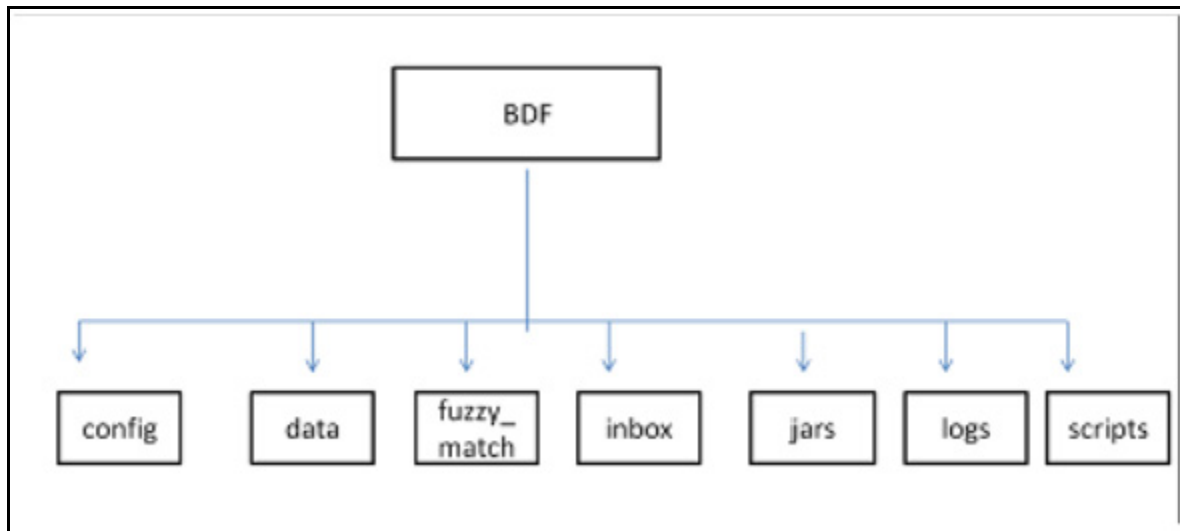 BDF
config
data
fuzzy_
match
inbox
jars
logs
scripts